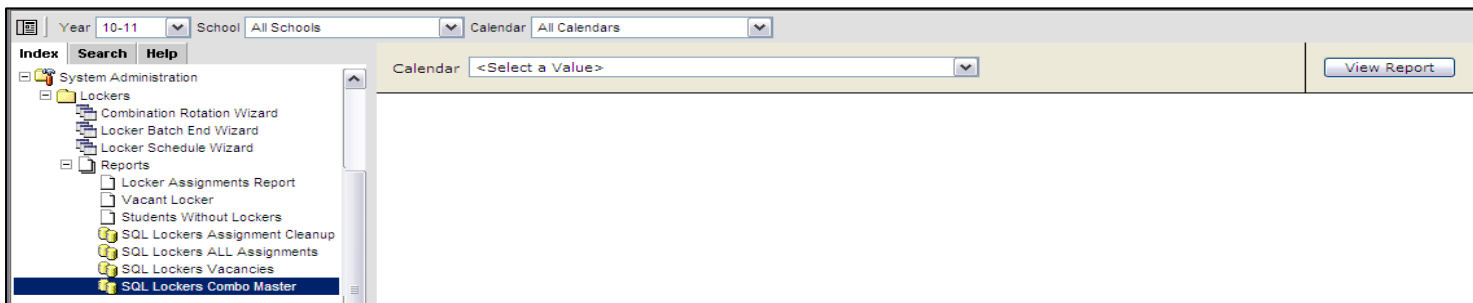 Year 10-11 School All Schools Calendar All Calendars
Index Search Help
Calendar <Select a Value> View Report
System Administration
Lockers
Combination Rotation Wizard
Locker Batch End Wizard
Locker Schedule Wizard
Reports
Locker Assignments Report
Vacant Locker
Students Without Lockers
SQL Lockers Assignment Cleanup
SQL Lockers ALL Assignments
SQL Lockers Vacancies
SQL Lockers Combo Master